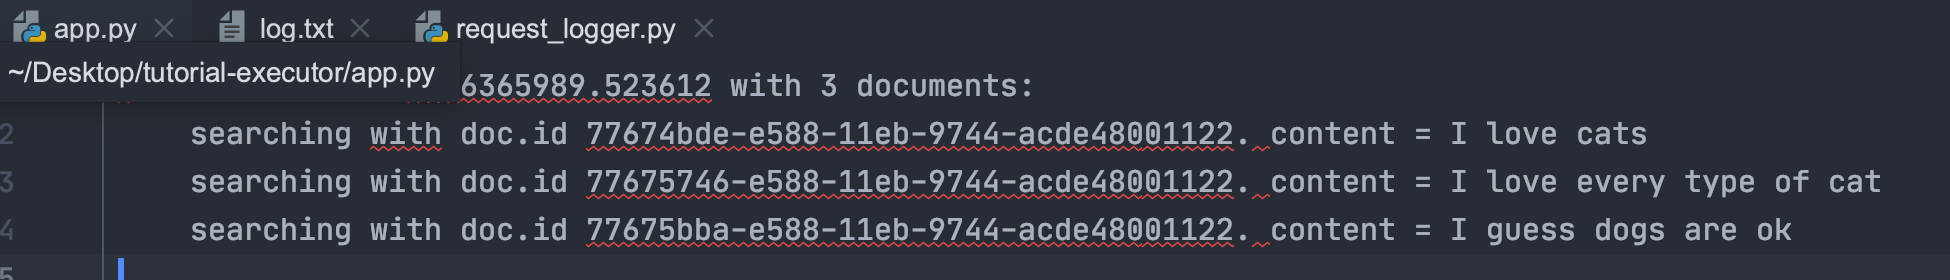 app.py log.txt request_logger.py
~/Desktop/tutorial-executor/app.py
6365989.523612 with 3 documents:
2 searching with doc.id 77674bde-e588-11eb-9744-acde48001122. content = I love cats
3 searching with doc.id 77675746-e588-11eb-9744-acde48001122. content = I love every type of cat
4 searching with doc.id 77675bba-e588-11eb-9744-acde48001122. content = I guess dogs are ok
5